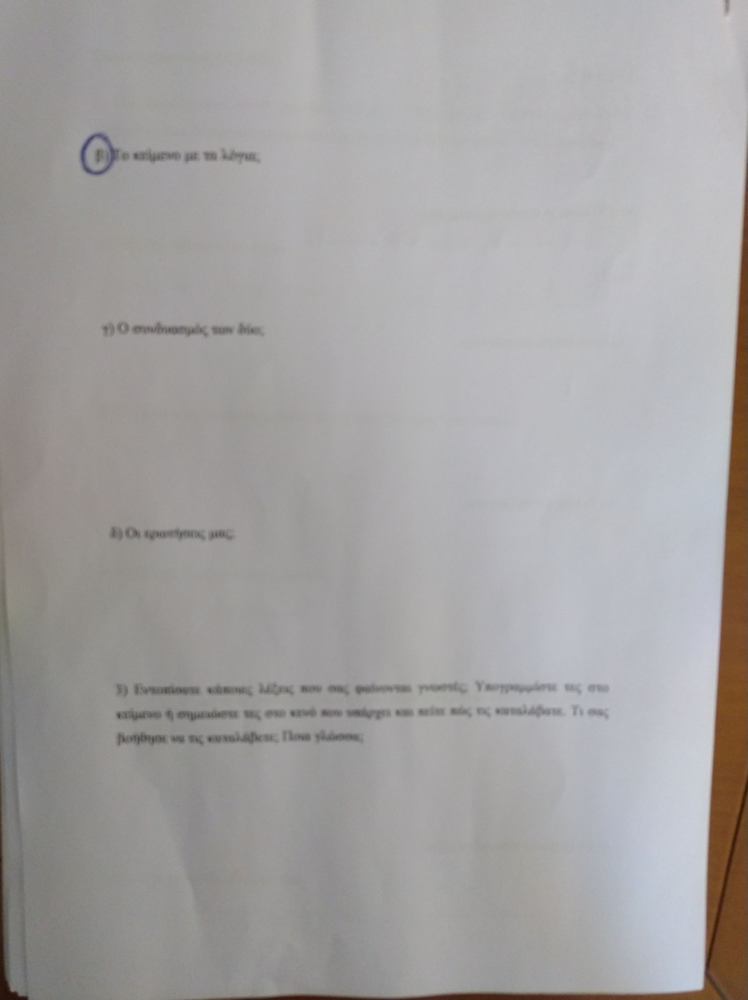 β) Το κείμενο με τα λόγια;
γ) Ο συνδυασμός των δύο;
δ) Οι ερωτήσεις μας;
5) Εντοπίσατε κάποιες λέξεις που σας φαίνονται γνωστές; Υπογραμμίστε τις στο
κείμενο ή σημειώστε τες στο κενό που υπάρχει και πείτε πώς τις καταλάβατε. Τι σας
βοήθησε να τις καταλάβετε; Ποια γλώσσα;